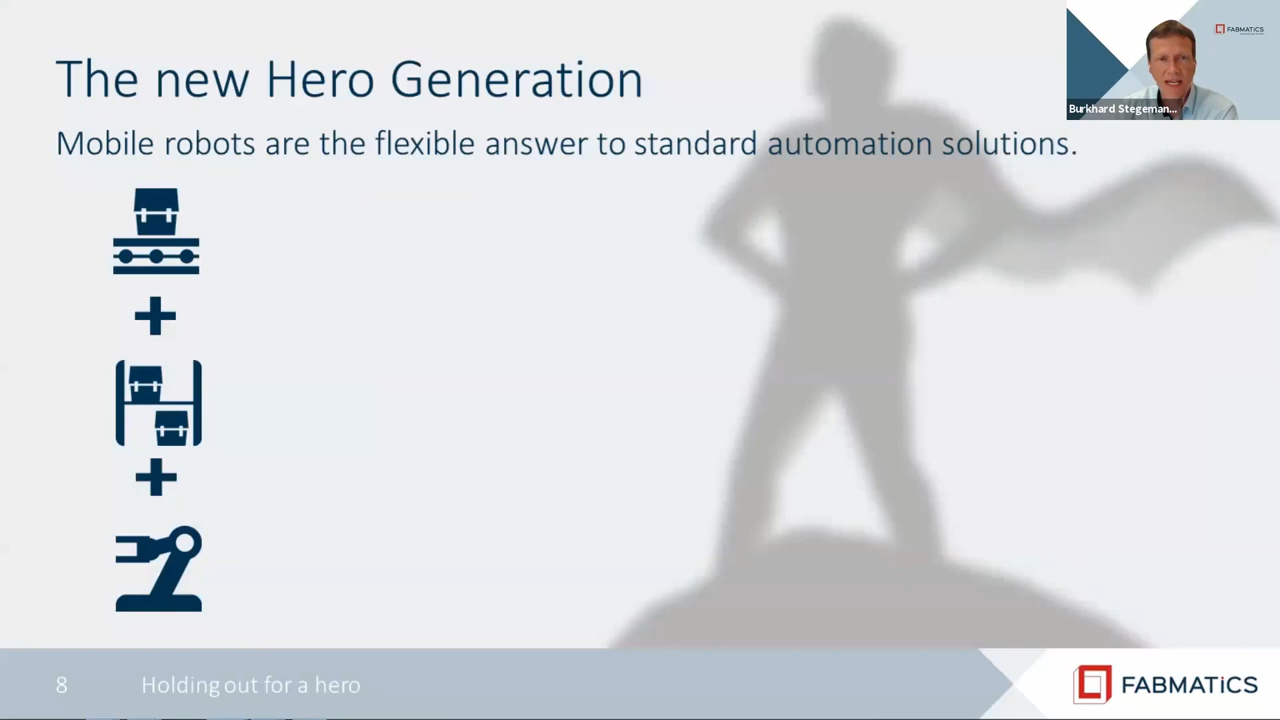 The new Hero Generation
FABMATICS
Burkhard Stegeman...
Mobile robots are the flexible answer to standard automation solutions.
8
Holding out for a hero
FABMATiCS